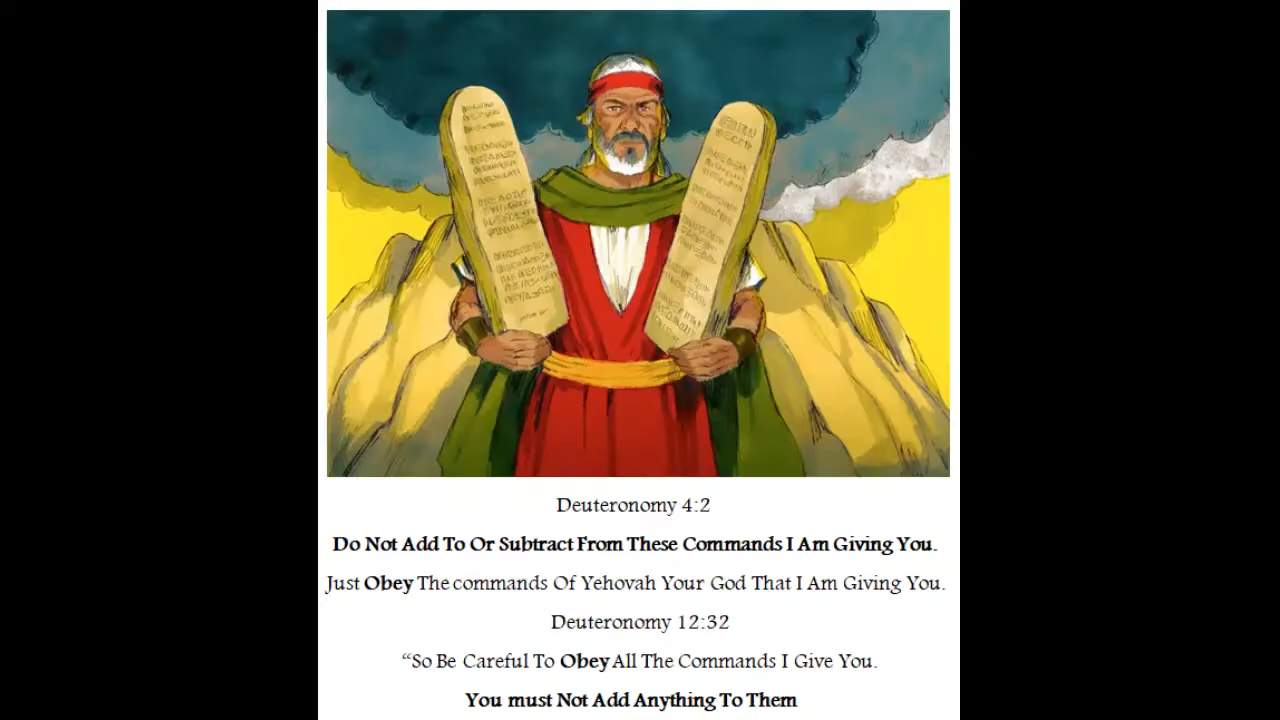 Deuteronomy 4:2
Do Not Add To Or Subtract From These Commands I Am Giving You.
Just Obey The commands Of Yehovah Your God That I Am Giving You.
Deuteronomy 12:32
“So Be Careful To Obey All The Commands I Give You.
You must Not Add Anything To Them